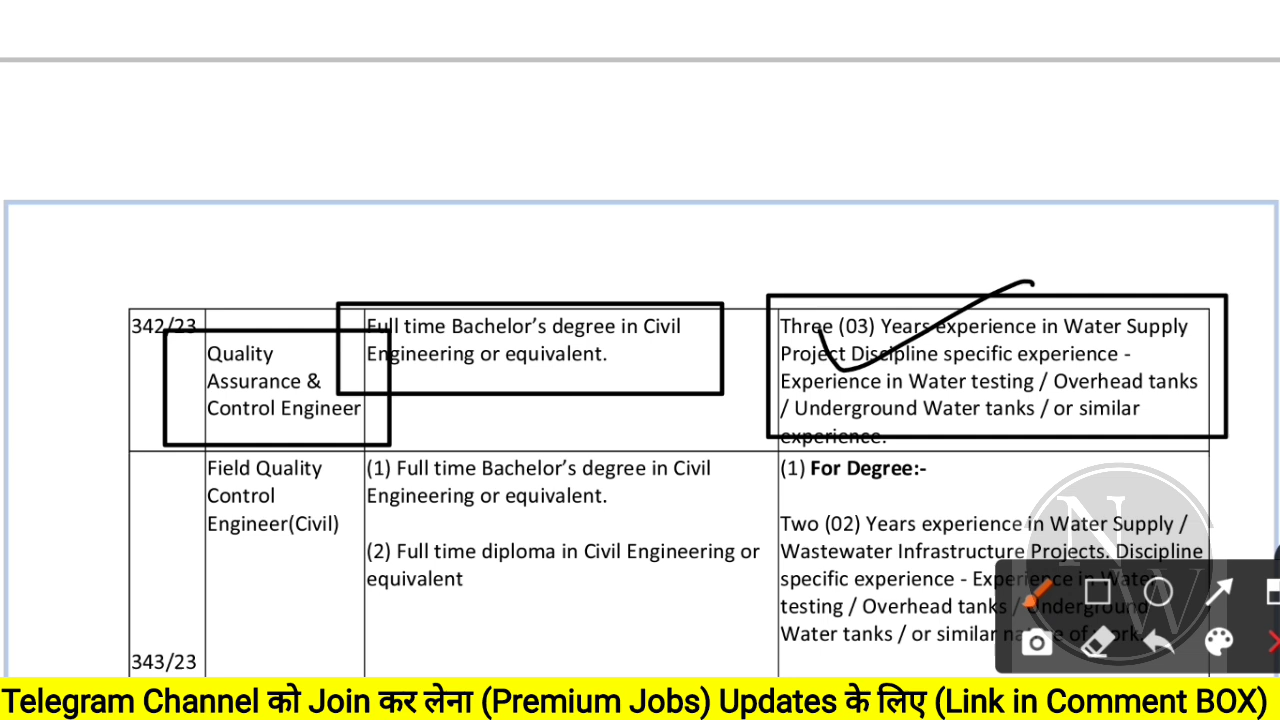 342/23
Quality
Assurance &
Control Engineer
Full time Bachelor’s degree in Civil
Engineering or equivalent.
Three (03) Years experience in Water Supply
Project Discipline specific experience -
Experience in Water testing / Overhead tanks
/ Underground Water tanks / or similar
experience.
343/23
Field Quality
Control
Engineer(Civil)
(1) Full time Bachelor’s degree in Civil
Engineering or equivalent.
(2) Full time diploma in Civil Engineering or
equivalent
(1) For Degree:-
Two (02) Years experience in Water Supply /
Wastewater Infrastructure Projects. Discipline
specific experience - Experience in Water
testing / Overhead tanks / Underground
Water tanks / or similar nature of work.
NW
Telegram Channel को Join कर लेना (Premium Jobs) Updates के लिए (Link in Comment BOX)